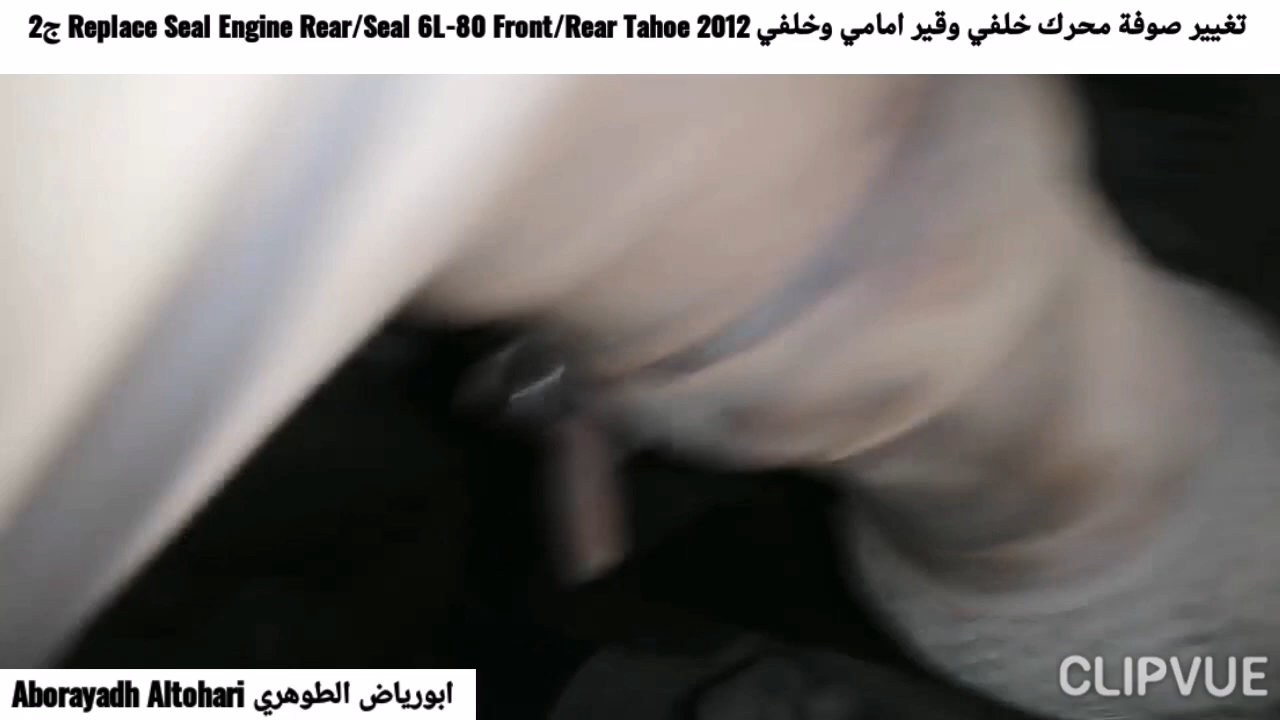 تغيير صوفة محرك خلفي وقير امامي وخلفي Replace Seal Engine Rear/Seal 6L-80 Front/Rear Tahoe 2012 ج2
Aborayadh Altohari ابورياض الطوهري
CLIPVUE